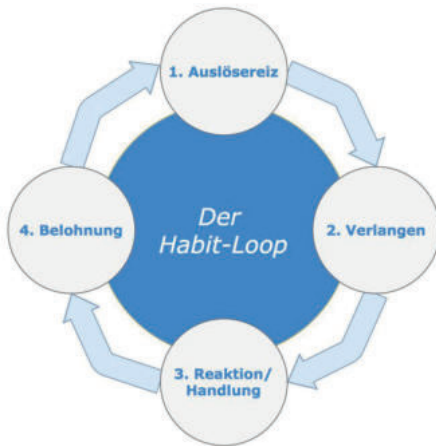 1. Auslösereiz
4. Belohnung
Der
Habit-Loop
2. Verlangen
3. Reaktion/
Handlung